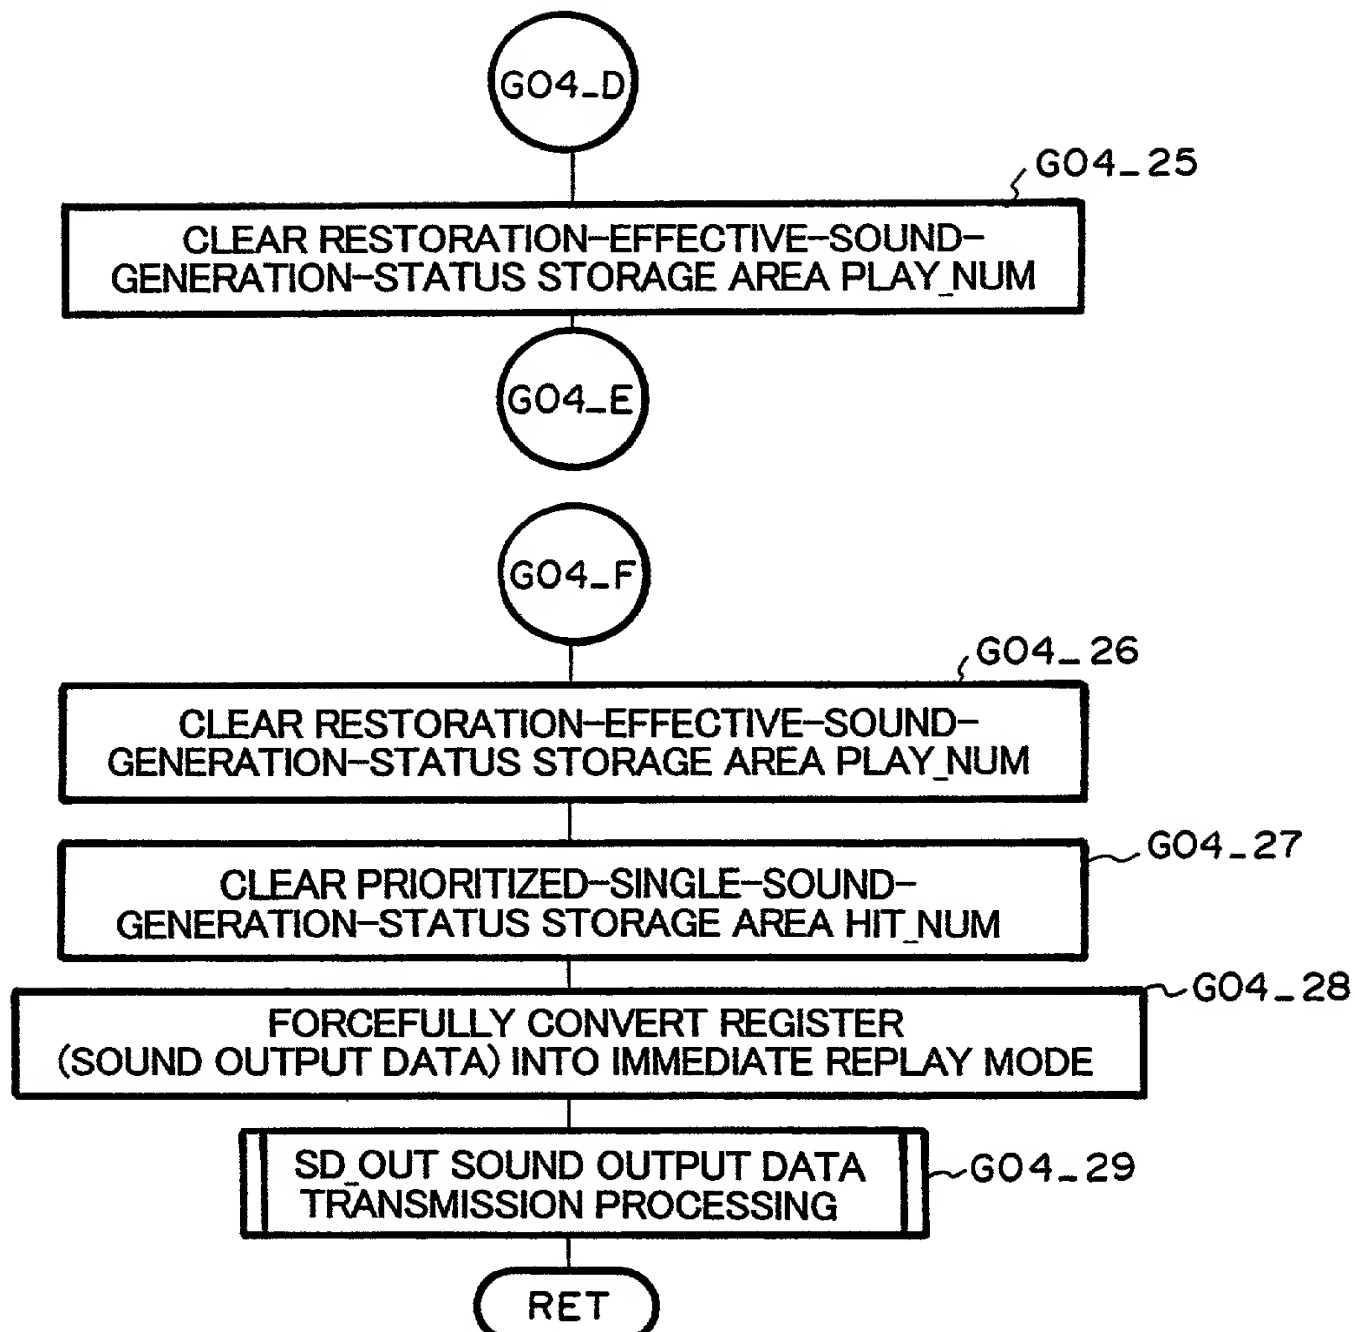 G04_D
G04_25
CLEAR RESTORATION-EFFECTIVE-SOUND-
GENERATION-STATUS STORAGE AREA PLAY_NUM
G04_E
G04_F
G04_26
CLEAR RESTORATION-EFFECTIVE-SOUND-
GENERATION-STATUS STORAGE AREA PLAY_NUM
G04_27
CLEAR PRIORITIZED-SINGLE-SOUND-
GENERATION-STATUS STORAGE AREA HIT_NUM
G04_28
FORCEFULLY CONVERT REGISTER
(SOUND OUTPUT DATA) INTO IMMEDIATE REPLAY MODE
SD_OUT SOUND OUTPUT DATA
TRANSMISSION PROCESSING
G04_29
RET